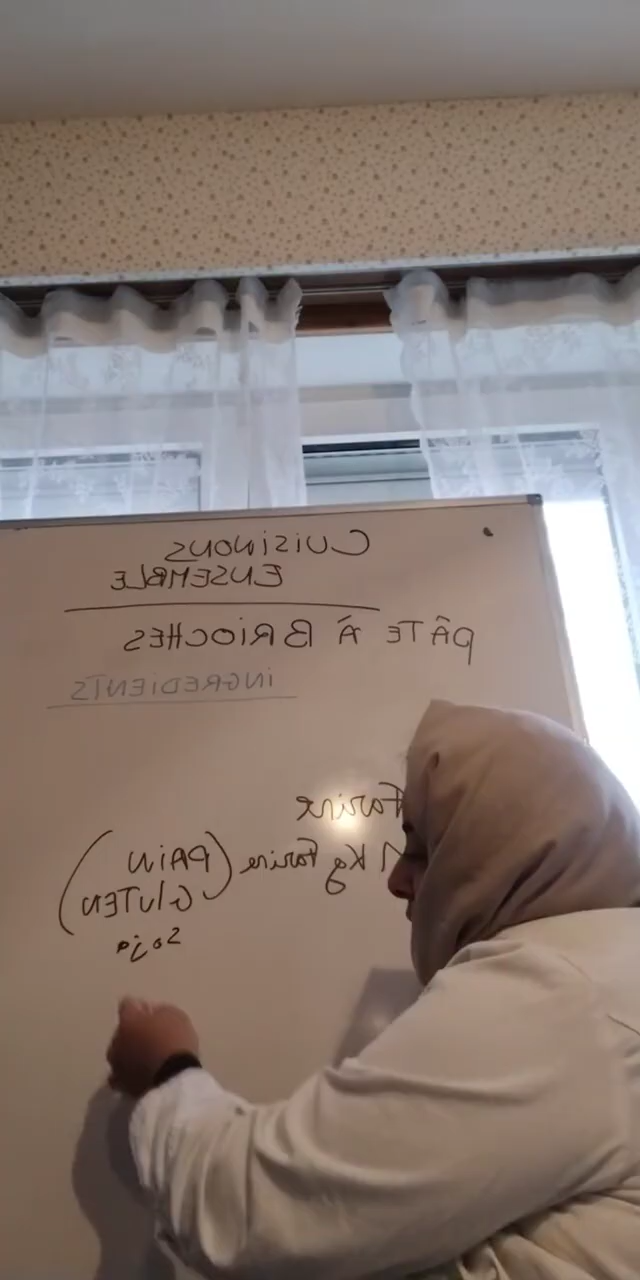 CUISINONS
ENSEMBLE
PÂTE À BRIOCHES
INGREDIENTS
Farine
1 Kg Farine (PAIN
GLUTEN)